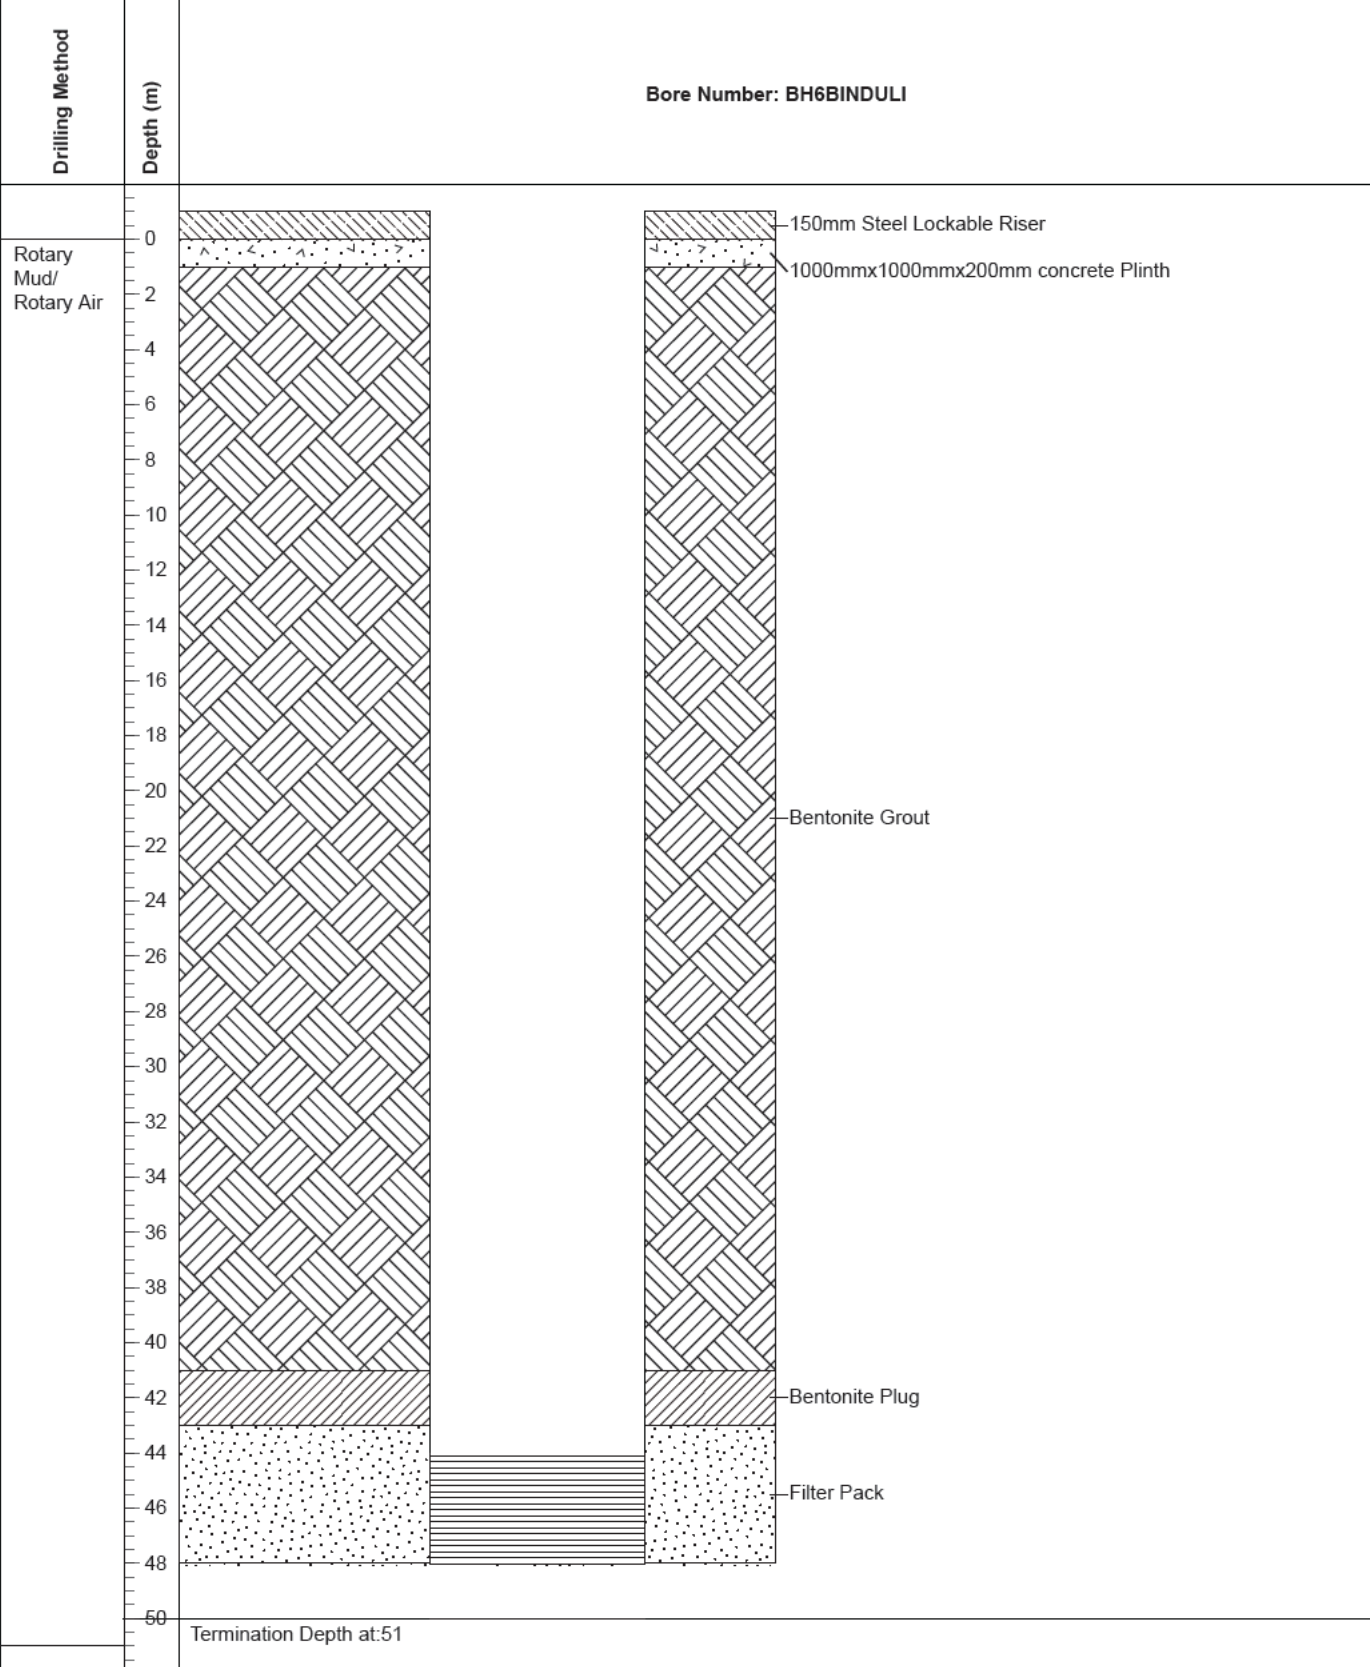 Drilling Method
Depth (m)
Bore Number: BH6BINDULI
150mm Steel Lockable Riser
0
Rotary
Mud/
Rotary Air
1000mmx1000mmx200mm concrete Plinth
2
4
6
8
10
12
14
16
18
20
Bentonite Grout
22
24
26
28
30
32
34
36
38
40
42
Bentonite Plug
44
46
Filter Pack
48
50
Termination Depth at:51